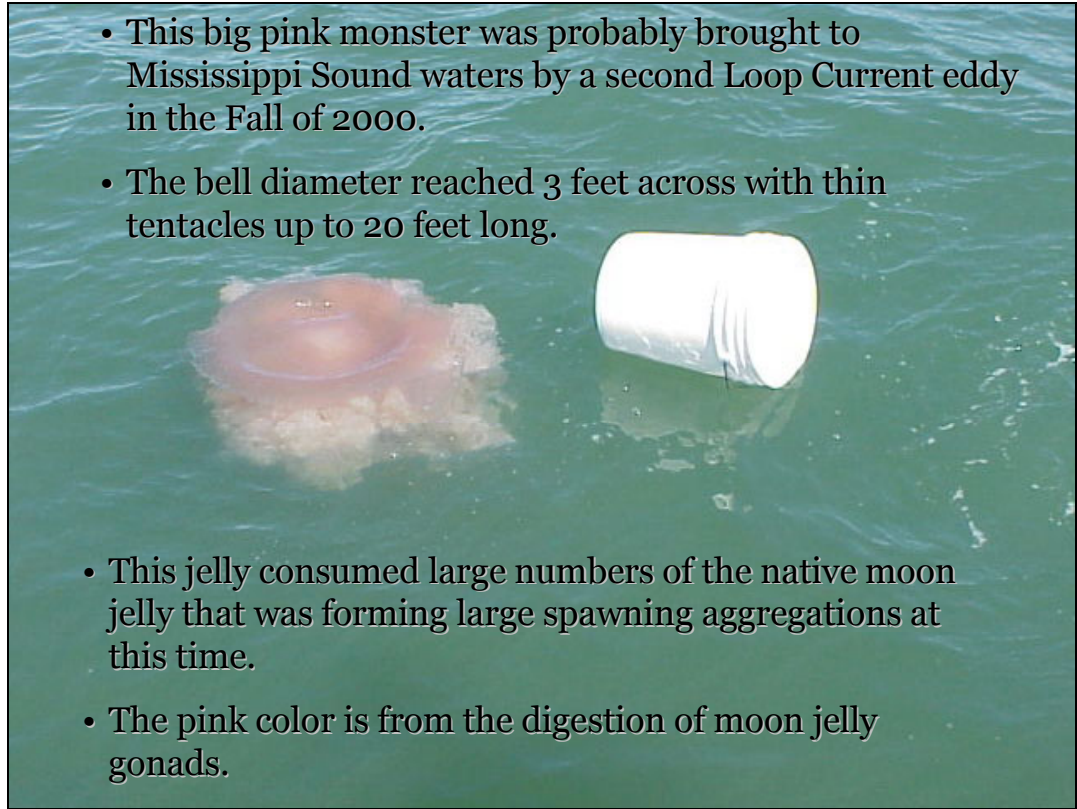 • This big pink monster was probably brought to
Mississippi Sound waters by a second Loop Current eddy
in the Fall of 2000.
• The bell diameter reached 3 feet across with thin
tentacles up to 20 feet long.
• This jelly consumed large numbers of the native moon
jelly that was forming large spawning aggregations at
this time.
• The pink color is from the digestion of moon jelly
gonads.